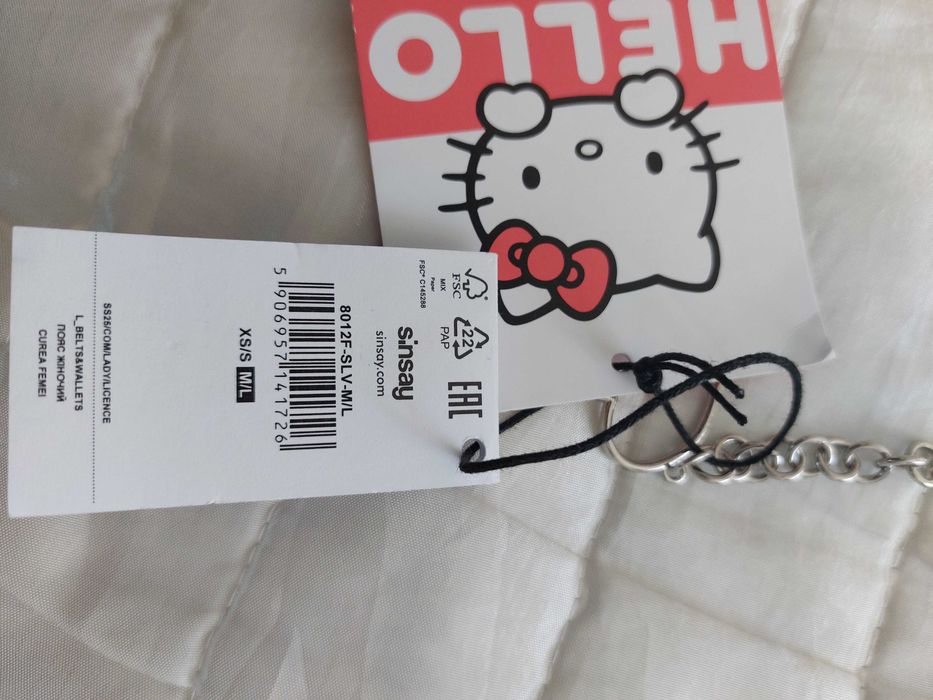 HELLO
FSC
MIX
Paper
FSC® C145288
22
PAP
EAC
sinsay
sinsay.com
8012F-SLV-M/L
5 906957 141726
XS/S M/L
SS25/COM/LADY/LICENCE
L_BELTS&WALLETS
ПОЯС ЖІНОЧИЙ
CUREA FEMEI